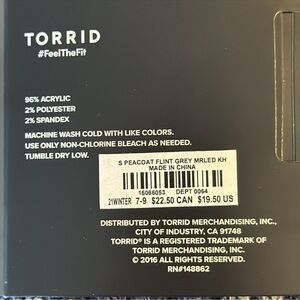 TORRID
#FeelTheFit
96% ACRYLIC
2% POLYESTER
2% SPANDEX
MACHINE WASH COLD WITH LIKE COLORS.
USE ONLY NON-CHLORINE BLEACH AS NEEDED.
TUMBLE DRY LOW.
S PEACOAT FLINT GREY MRLED KH
MADE IN CHINA
16066053 DEPT 0064
21WINTER 7-9 $22.50 CAN $19.50 US
DISTRIBUTED BY TORRID MERCHANDISING, INC.,
CITY OF INDUSTRY, CA 91748
TORRID® IS A REGISTERED TRADEMARK OF
TORRID MERCHANDISING, INC.
© 2016 ALL RIGHTS RESERVED.
RN#148862